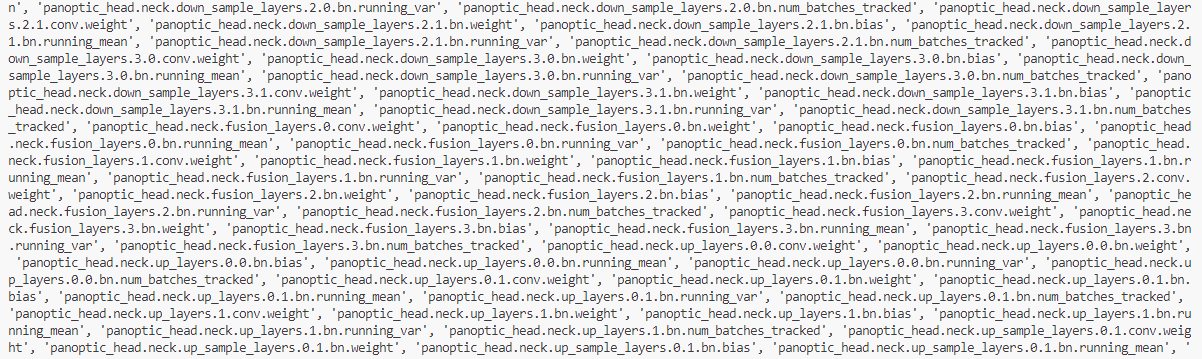 n', 'panoptic_head.neck.down_sample_layers.2.0.bn.running_var', 'panoptic_head.neck.down_sample_layers.2.0.bn.num_batches_tracked', 'panoptic_head.neck.down_sample_layer
s.2.1.conv.weight', 'panoptic_head.neck.down_sample_layers.2.1.bn.weight', 'panoptic_head.neck.down_sample_layers.2.1.bn.bias', 'panoptic_head.neck.down_sample_layers.2.
1.bn.running_mean', 'panoptic_head.neck.down_sample_layers.2.1.bn.running_var', 'panoptic_head.neck.down_sample_layers.2.1.bn.num_batches_tracked', 'panoptic_head.neck.d
own_sample_layers.3.0.conv.weight', 'panoptic_head.neck.down_sample_layers.3.0.bn.weight', 'panoptic_head.neck.down_sample_layers.3.0.bn.bias', 'panoptic_head.neck.down_
sample_layers.3.0.bn.running_mean', 'panoptic_head.neck.down_sample_layers.3.0.bn.running_var', 'panoptic_head.neck.down_sample_layers.3.0.bn.num_batches_tracked', 'pano
ptic_head.neck.down_sample_layers.3.1.conv.weight', 'panoptic_head.neck.down_sample_layers.3.1.bn.weight', 'panoptic_head.neck.down_sample_layers.3.1.bn.bias', 'panoptic
_head.neck.down_sample_layers.3.1.bn.running_mean', 'panoptic_head.neck.down_sample_layers.3.1.bn.running_var', 'panoptic_head.neck.down_sample_layers.3.1.bn.num_batches
_tracked', 'panoptic_head.neck.fusion_layers.0.conv.weight', 'panoptic_head.neck.fusion_layers.0.bn.weight', 'panoptic_head.neck.fusion_layers.0.bn.bias', 'panoptic_head
.neck.fusion_layers.0.bn.running_mean', 'panoptic_head.neck.fusion_layers.0.bn.running_var', 'panoptic_head.neck.fusion_layers.0.bn.num_batches_tracked', 'panoptic_head.
neck.fusion_layers.1.conv.weight', 'panoptic_head.neck.fusion_layers.1.bn.weight', 'panoptic_head.neck.fusion_layers.1.bn.bias', 'panoptic_head.neck.fusion_layers.1.bn.r
unning_mean', 'panoptic_head.neck.fusion_layers.1.bn.running_var', 'panoptic_head.neck.fusion_layers.1.bn.num_batches_tracked', 'panoptic_head.neck.fusion_layers.2.conv.
weight', 'panoptic_head.neck.fusion_layers.2.bn.weight', 'panoptic_head.neck.fusion_layers.2.bn.bias', 'panoptic_head.neck.fusion_layers.2.bn.running_mean', 'panoptic_he
ad.neck.fusion_layers.2.bn.running_var', 'panoptic_head.neck.fusion_layers.2.bn.num_batches_tracked', 'panoptic_head.neck.fusion_layers.3.conv.weight', 'panoptic_head.ne
ck.fusion_layers.3.bn.weight', 'panoptic_head.neck.fusion_layers.3.bn.bias', 'panoptic_head.neck.fusion_layers.3.bn.running_mean', 'panoptic_head.neck.fusion_layers.3.bn
.running_var', 'panoptic_head.neck.fusion_layers.3.bn.num_batches_tracked', 'panoptic_head.neck.up_layers.0.0.conv.weight', 'panoptic_head.neck.up_layers.0.0.bn.weight',
 'panoptic_head.neck.up_layers.0.0.bn.bias', 'panoptic_head.neck.up_layers.0.0.bn.running_mean', 'panoptic_head.neck.up_layers.0.0.bn.running_var', 'panoptic_head.neck.u
p_layers.0.0.bn.num_batches_tracked', 'panoptic_head.neck.up_layers.0.1.conv.weight', 'panoptic_head.neck.up_layers.0.1.bn.weight', 'panoptic_head.neck.up_layers.0.1.bn.
bias', 'panoptic_head.neck.up_layers.0.1.bn.running_mean', 'panoptic_head.neck.up_layers.0.1.bn.running_var', 'panoptic_head.neck.up_layers.0.1.bn.num_batches_tracked',
'panoptic_head.neck.up_layers.1.conv.weight', 'panoptic_head.neck.up_layers.1.bn.weight', 'panoptic_head.neck.up_layers.1.bn.bias', 'panoptic_head.neck.up_layers.1.bn.ru
nning_mean', 'panoptic_head.neck.up_layers.1.bn.running_var', 'panoptic_head.neck.up_layers.1.bn.num_batches_tracked', 'panoptic_head.neck.up_sample_layers.0.1.conv.weig
ht', 'panoptic_head.neck.up_sample_layers.0.1.bn.weight', 'panoptic_head.neck.up_sample_layers.0.1.bn.bias', 'panoptic_head.neck.up_sample_layers.0.1.bn.running_mean', '